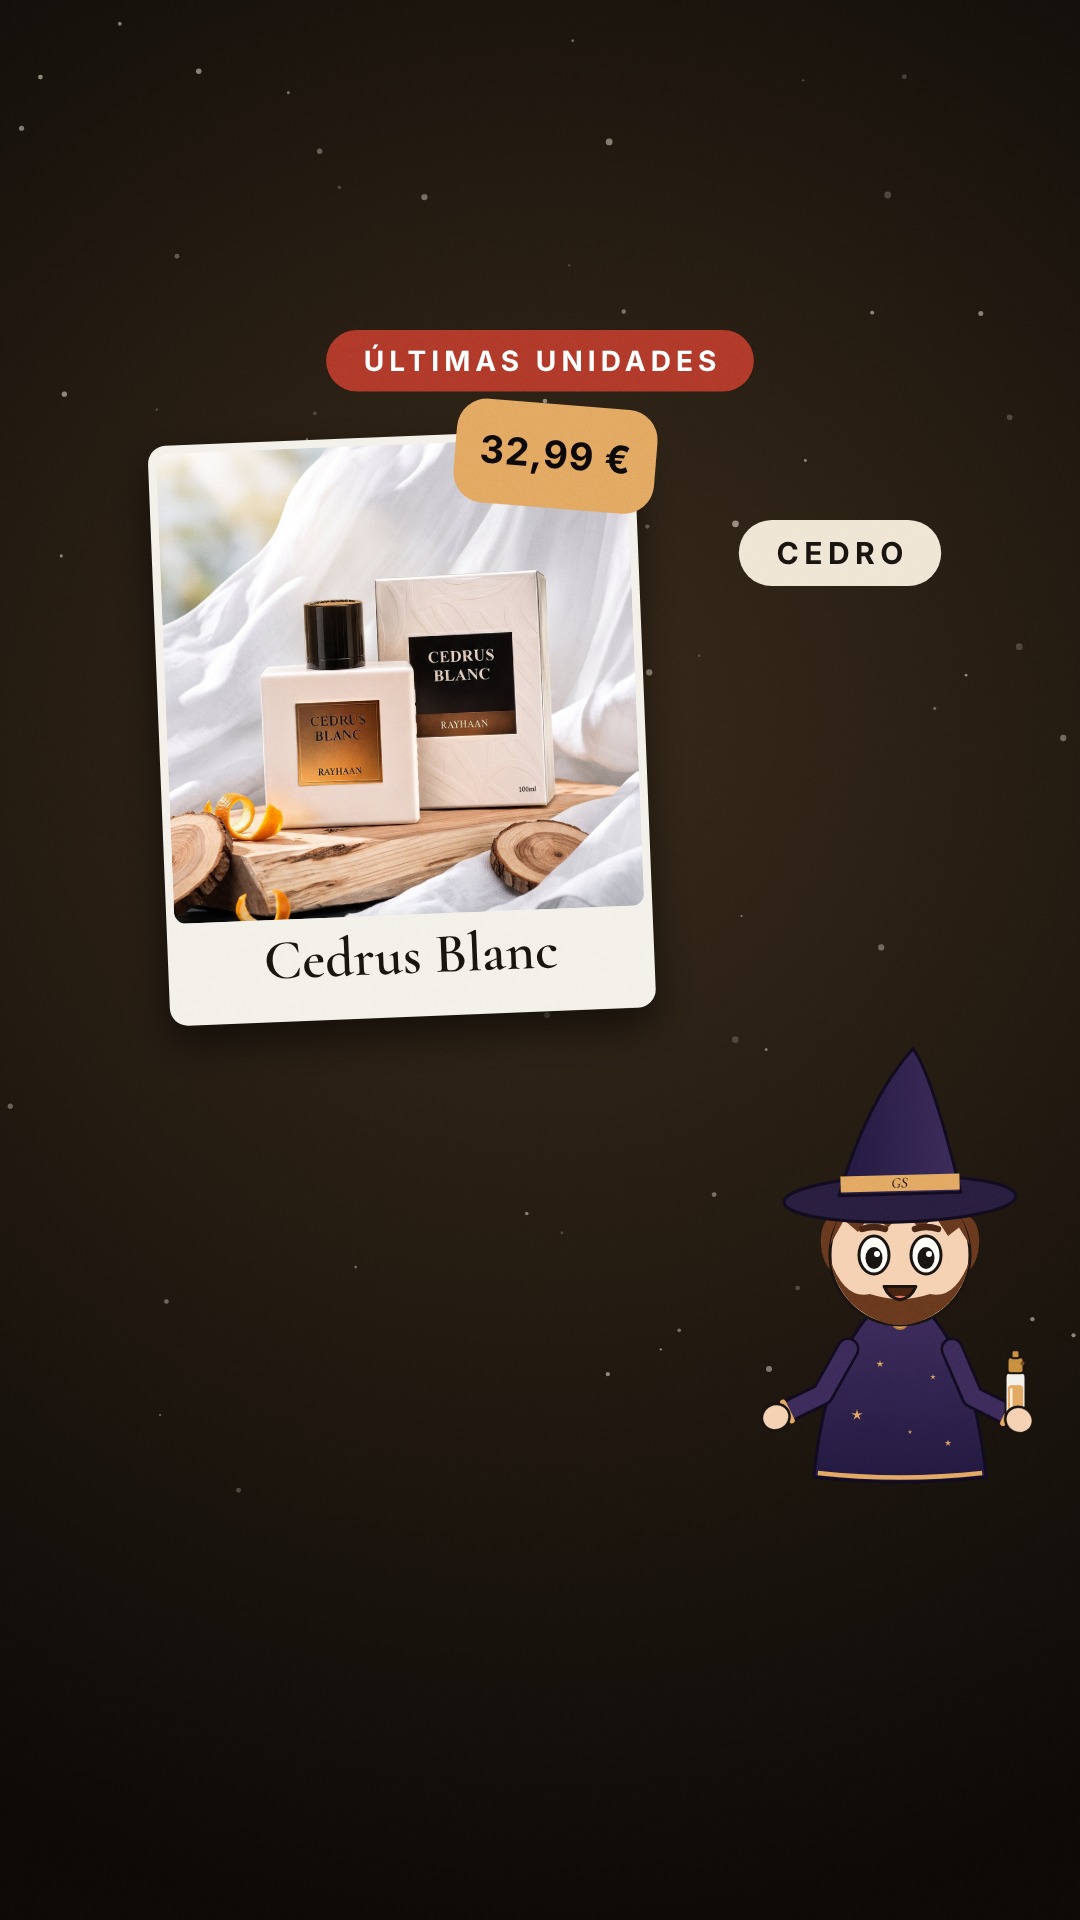 ÚLTIMAS UNIDADES
32,99 €
CEDRO
CEDRUS
BLANC
RAYHAAN
100ml
CEDRUS
BLANC
RAYHAAN
Cedrus Blanc
GS